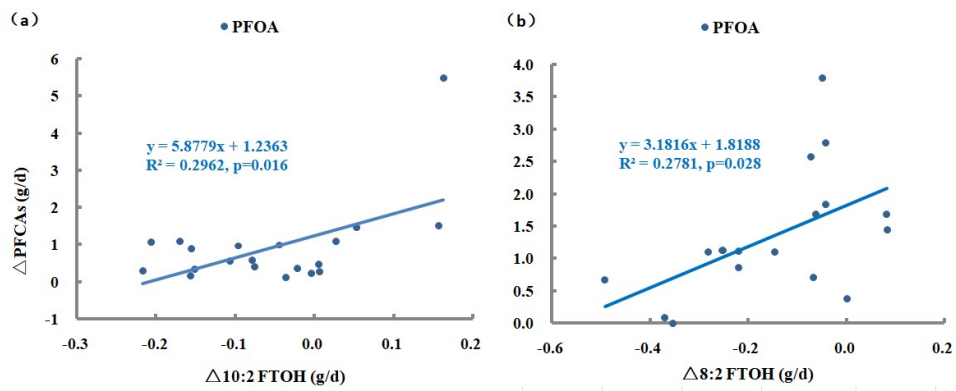 (a)
PFOA
6
5
4
3
2
1
0
-1
y = 5.8779x + 1.2363
R² = 0.2962, p=0.016
△PFCAs (g/d)
-0.3 -0.2 -0.1 0.0 0.1 0.2
△10:2 FTOH (g/d)
(b)
PFOA
4.0
3.5
3.0
2.5
2.0
1.5
1.0
0.5
0.0
y = 3.1816x + 1.8188
R² = 0.2781, p=0.028
-0.6 -0.4 -0.2 0.0 0.2
△8:2 FTOH (g/d)